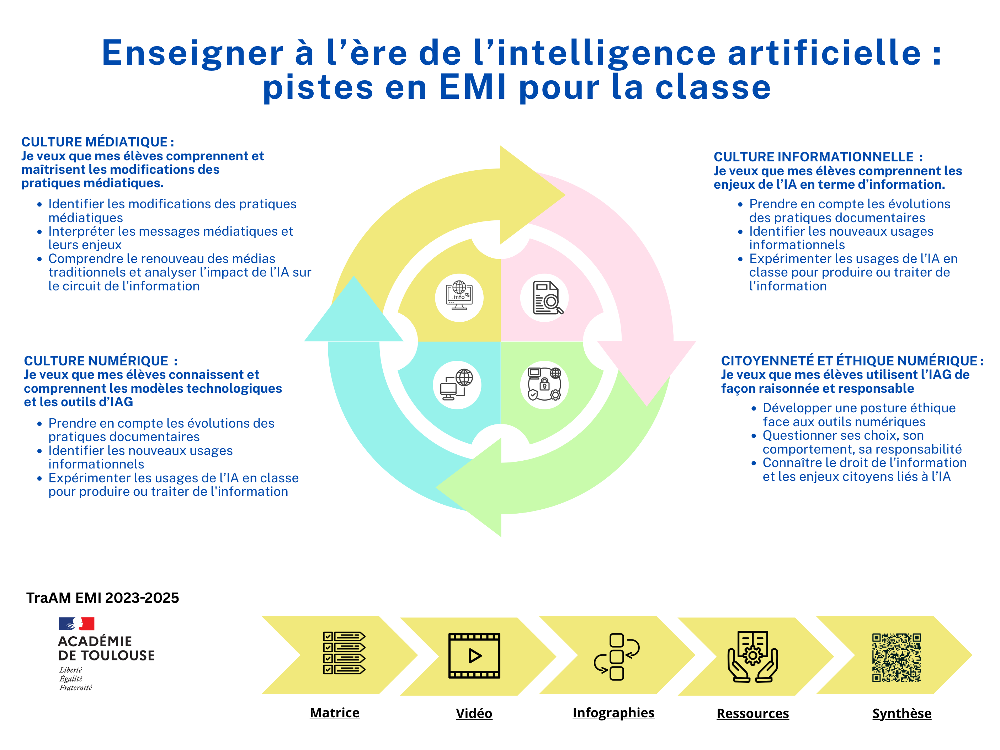 Enseigner à l’ère de l’intelligence artificielle :
pistes en EMI pour la classe
CULTURE MÉDIATIQUE :
Je veux que mes élèves comprennent et
maîtrisent les modifications des
pratiques médiatiques.
• Identifier les modifications des pratiques
médiatiques
• Interpréter les messages médiatiques et
leurs enjeux
• Comprendre le renouveau des médias
traditionnels et analyser l’impact de l’IA sur
le circuit de l’information
CULTURE INFORMATIONNELLE :
Je veux que mes élèves comprennent les
enjeux de l’IA en terme d’information.
• Prendre en compte les évolutions
des pratiques documentaires
• Identifier les nouveaux usages
informationnels
• Expérimenter les usages de l’IA en
classe pour produire ou traiter de
l'information
.info
CULTURE NUMÉRIQUE :
Je veux que mes élèves connaissent et
comprennent les modèles technologiques
et les outils d’IAG
• Prendre en compte les évolutions des
pratiques documentaires
• Identifier les nouveaux usages
informationnels
• Expérimenter les usages de l’IA en classe
pour produire ou traiter de l'information
CITOYENNETÉ ET ÉTHIQUE NUMÉRIQUE :
Je veux que mes élèves utilisent l’IAG de
façon raisonnée et responsable
• Développer une posture éthique
face aux outils numériques
• Questionner ses choix, son
comportement, sa responsabilité
• Connaître le droit de l’information
et les enjeux citoyens liés à l’IA
TraAM EMI 2023-2025
ACADÉMIE
DE TOULOUSE
Liberté
Égalité
Fraternité
Matrice
Vidéo
Infographies
Ressources
Synthèse